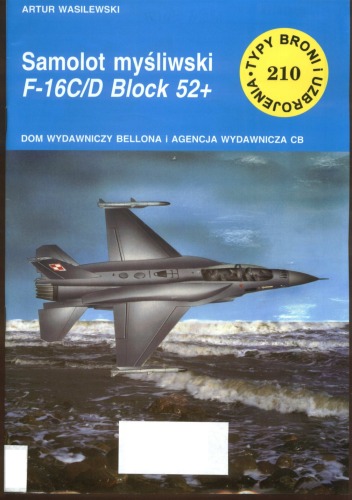 ARTUR WASILEWSKI
Samolot myśliwski
F-16C/D Block 52+
TYPY BRONI i UZBROJENIA •
210
DOM WYDAWNICZY BELLONA i AGENCJA WYDAWNICZA CB